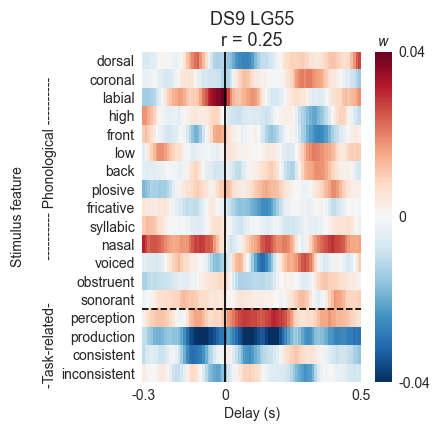 DS9 LG55
r = 0.25
w
Stimulus feature
---------- Phonological ----------
-Task-related-
dorsal
coronal
labial
high
front
low
back
plosive
fricative
syllabic
nasal
voiced
obstruent
sonorant
perception
production
consistent
inconsistent
0.04
0
-0.04
-0.3
0
0.5
Delay (s)